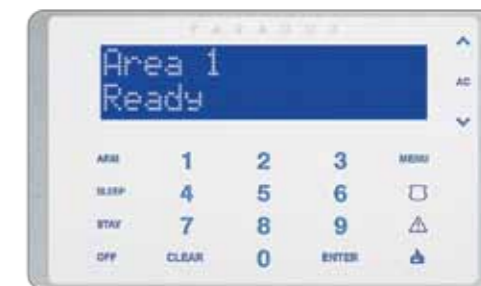 PARADOX
Area 1
Ready
AC
ARM 1 2 3 MENU
SLEEP 4 5 6
STAY 7 8 9
OFF CLEAR 0 ENTER